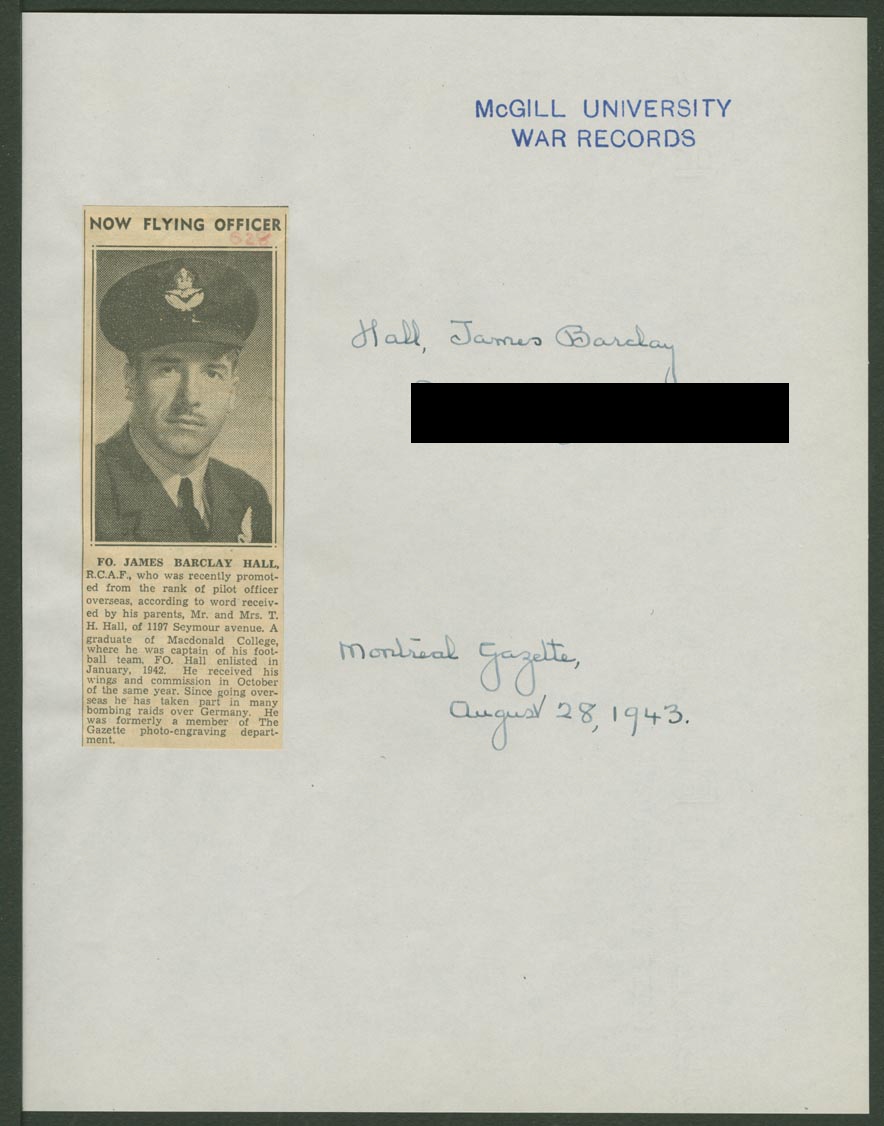 McGILL UNIVERSITY
WAR RECORDS
NOW FLYING OFFICER
Hall, James Barclay
FO. JAMES BARCLAY HALL,
R.C.A.F., who was recently promot-
ed from the rank of pilot officer
overseas, according to word receiv-
ed by his parents, Mr. and Mrs. T.
H. Hall, of 1197 Seymour avenue. A
graduate of Macdonald College,
where he was captain of his foot-
ball team, FO. Hall enlisted in
January, 1942. He received his
wings and commission in October
of the same year. Since going over-
seas he has taken part in many
bombing raids over Germany. He
was formerly a member of The
Gazette photo-engraving depart-
ment.
Montreal Gazette,
August 28, 1943.